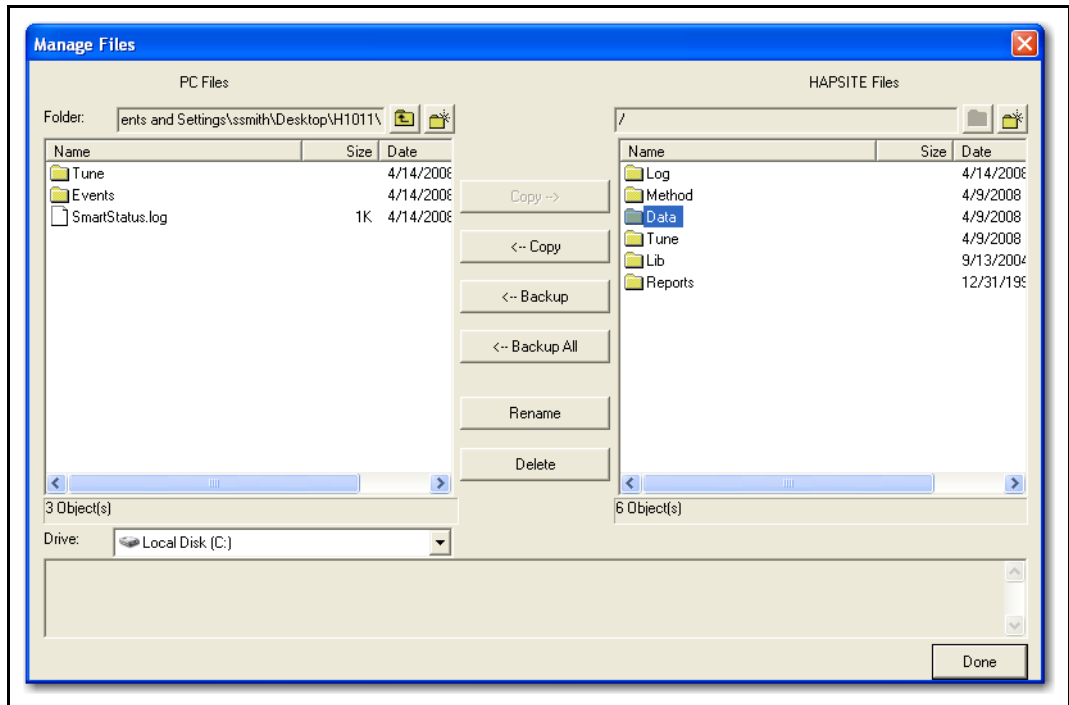 Manage Files
PC Files
HAPSITE Files
Folder: ents and Settings\ssmith\Desktop\H1011\
/
Name Size Date
Name Size Date
Tune 4/14/2008
Events 4/14/2008
SmartStatus.log 1K 4/14/2008
Log 4/14/2008
Method 4/9/2008
Data 4/9/2008
Tune 4/9/2008
Lib 9/13/2004
Reports 12/31/199
Copy -->
<-- Copy
<-- Backup
<-- Backup All
Rename
Delete
3 Object(s)
6 Object(s)
Drive: Local Disk (C:)
Done